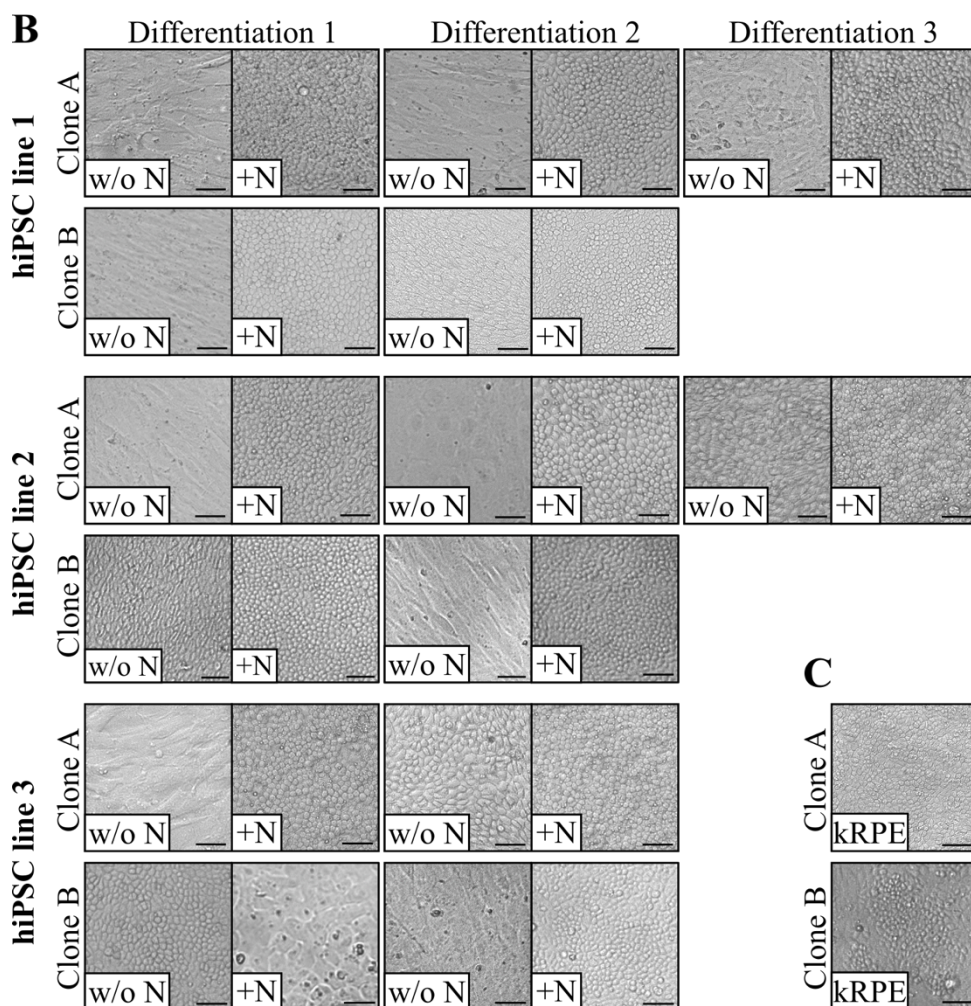 B
Differentiation 1 Differentiation 2 Differentiation 3
hiPSC line 1
Clone A
w/o N +N w/o N +N w/o N +N
Clone B
w/o N +N w/o N +N
hiPSC line 2
Clone A
w/o N +N w/o N +N w/o N +N
Clone B
w/o N +N w/o N +N
C
hiPSC line 3
Clone A
w/o N +N w/o N +N
Clone A
kRPE
Clone B
w/o N +N w/o N +N
Clone B
kRPE